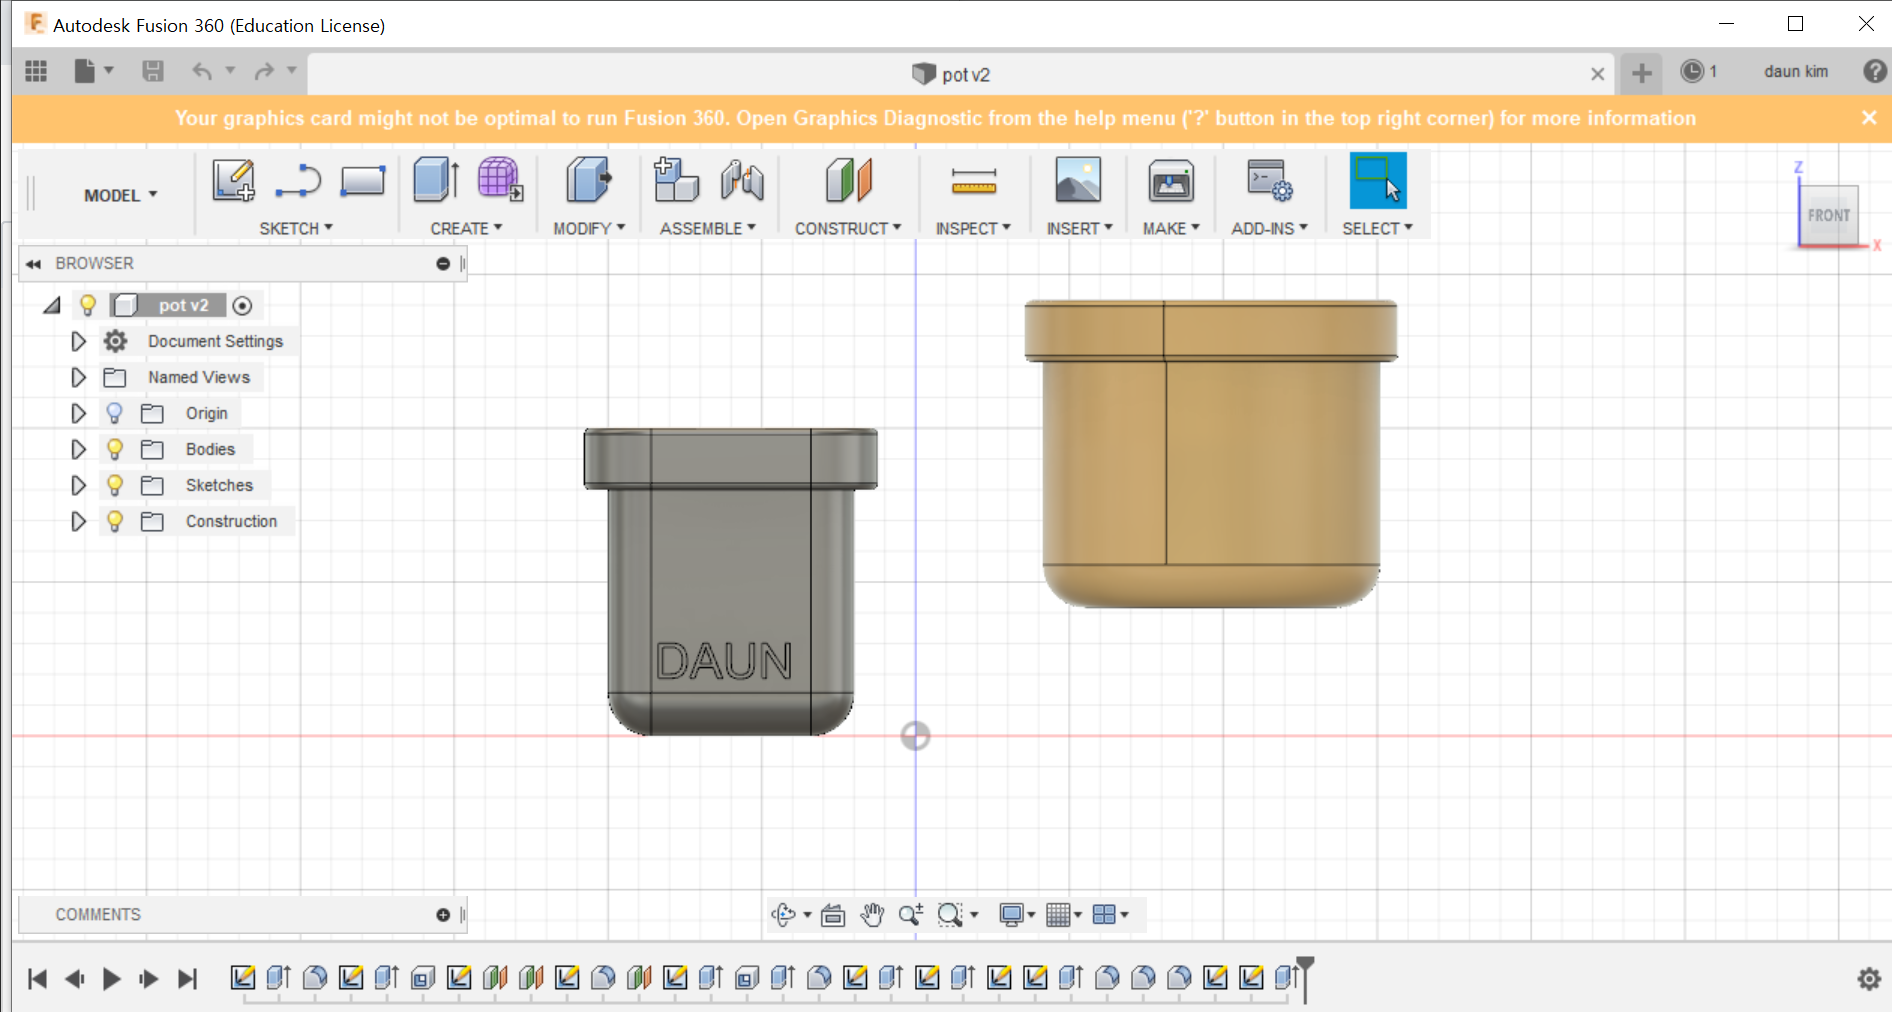 Autodesk Fusion 360 (Education License)
pot v2
1
daun kim
?
Your graphics card might not be optimal to run Fusion 360. Open Graphics Diagnostic from the help menu ('?' button in the top right corner) for more information
MODEL
SKETCH
CREATE
MODIFY
ASSEMBLE
CONSTRUCT
INSPECT
INSERT
MAKE
ADD-INS
SELECT
Z
FRONT
X
BROWSER
pot v2
Document Settings
Named Views
Origin
Bodies
Sketches
Construction
DAUN
COMMENTS